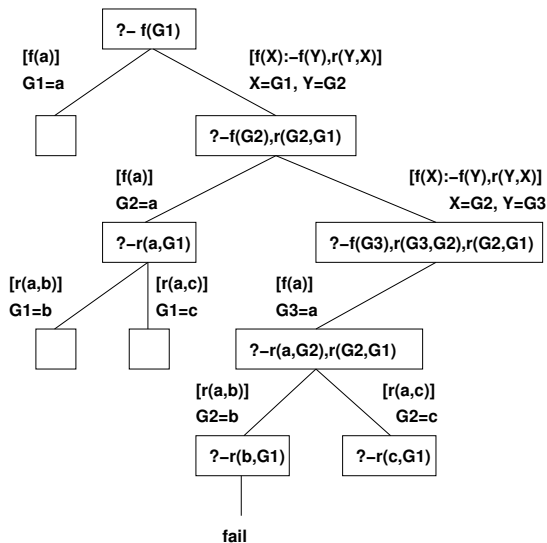 ?– f(G1)
[f(a)]
G1=a
[f(X):–f(Y),r(Y,X)]
X=G1, Y=G2
?–f(G2),r(G2,G1)
[f(a)]
G2=a
[f(X):–f(Y),r(Y,X)]
X=G2, Y=G3
?–r(a,G1)
?–f(G3),r(G3,G2),r(G2,G1)
[r(a,b)]
G1=b
[r(a,c)]
G1=c
[f(a)]
G3=a
?–r(a,G2),r(G2,G1)
[r(a,b)]
G2=b
[r(a,c)]
G2=c
?–r(b,G1)
?–r(c,G1)
fail